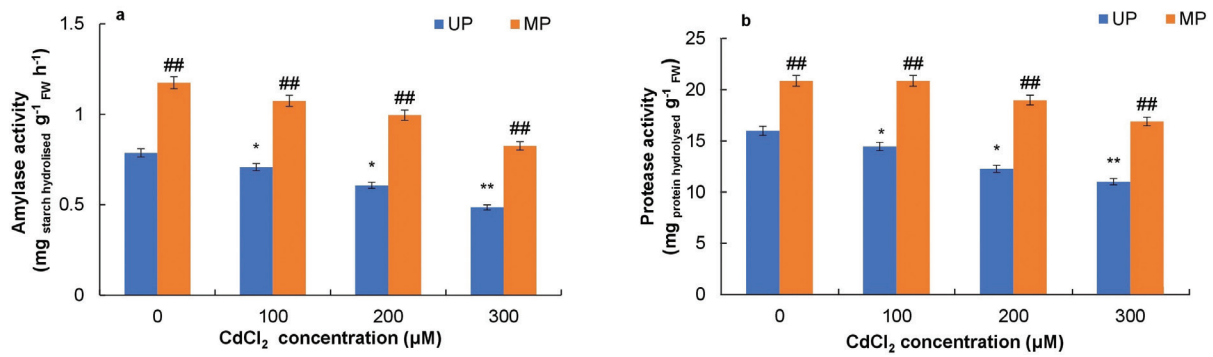 a
UP MP
Amylase activity
(mg starch hydrolised g-1 FW h-1)
1.5
1
0.5
0
##
##
##
##
*
*
**
0 100 200 300
CdCl2 concentration (µM)
b
UP MP
Protease activity
(mg protein hydrolysed g-1 FW)
25
20
15
10
5
0
##
##
##
##
*
*
**
0 100 200 300
CdCl2 concentration (µM)